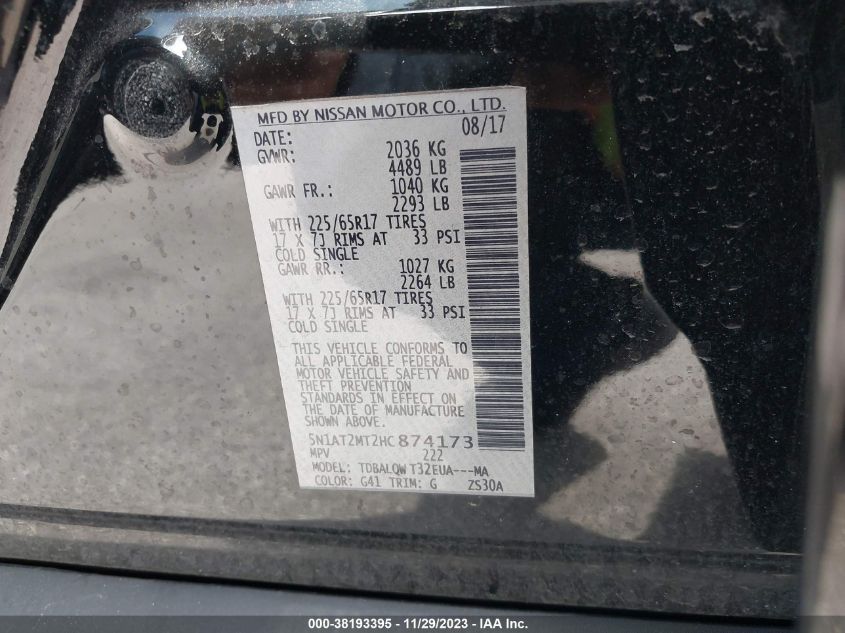 MFD BY NISSAN MOTOR CO., LTD.
DATE: 08/17
GVWR: 2036 KG
4489 LB
GAWR FR.: 1040 KG
2293 LB
WITH 225/65R17 TIRES
17 X 7J RIMS AT 33 PSI
COLD SINGLE
GAWR RR.: 1027 KG
2264 LB
WITH 225/65R17 TIRES
17 X 7J RIMS AT 33 PSI
COLD SINGLE
THIS VEHICLE CONFORMS TO
ALL APPLICABLE FEDERAL
MOTOR VEHICLE SAFETY AND
THEFT PREVENTION
STANDARDS IN EFFECT ON
THE DATE OF MANUFACTURE
SHOWN ABOVE.
5N1AT2MT2HC874173
MPV 222
MODEL: TDBALQW T32EUA---MA
COLOR: G41 TRIM: G ZS30A
000-38193395 - 11/29/2023 - IAA Inc.